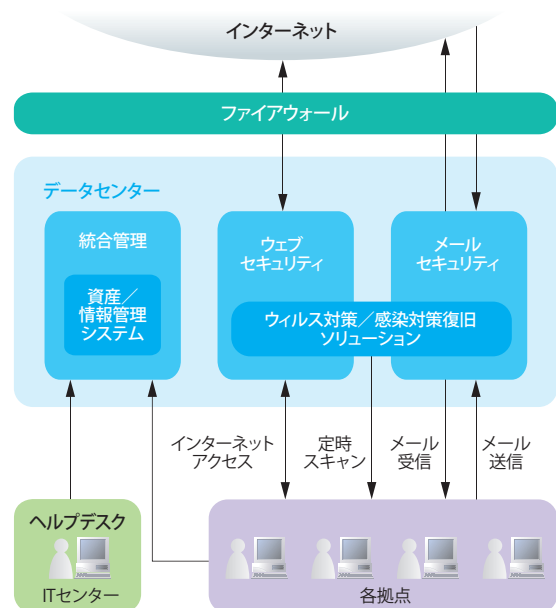 インターネット
ファイアウォール
データセンター
統合管理
資産／
情報管理
システム
ウェブ
セキュリティ
メール
セキュリティ
ウィルス対策／感染対策復旧
ソリューション
インターネット
アクセス
定時
スキャン
メール
受信
メール
送信
ヘルプデスク
ITセンター
各拠点